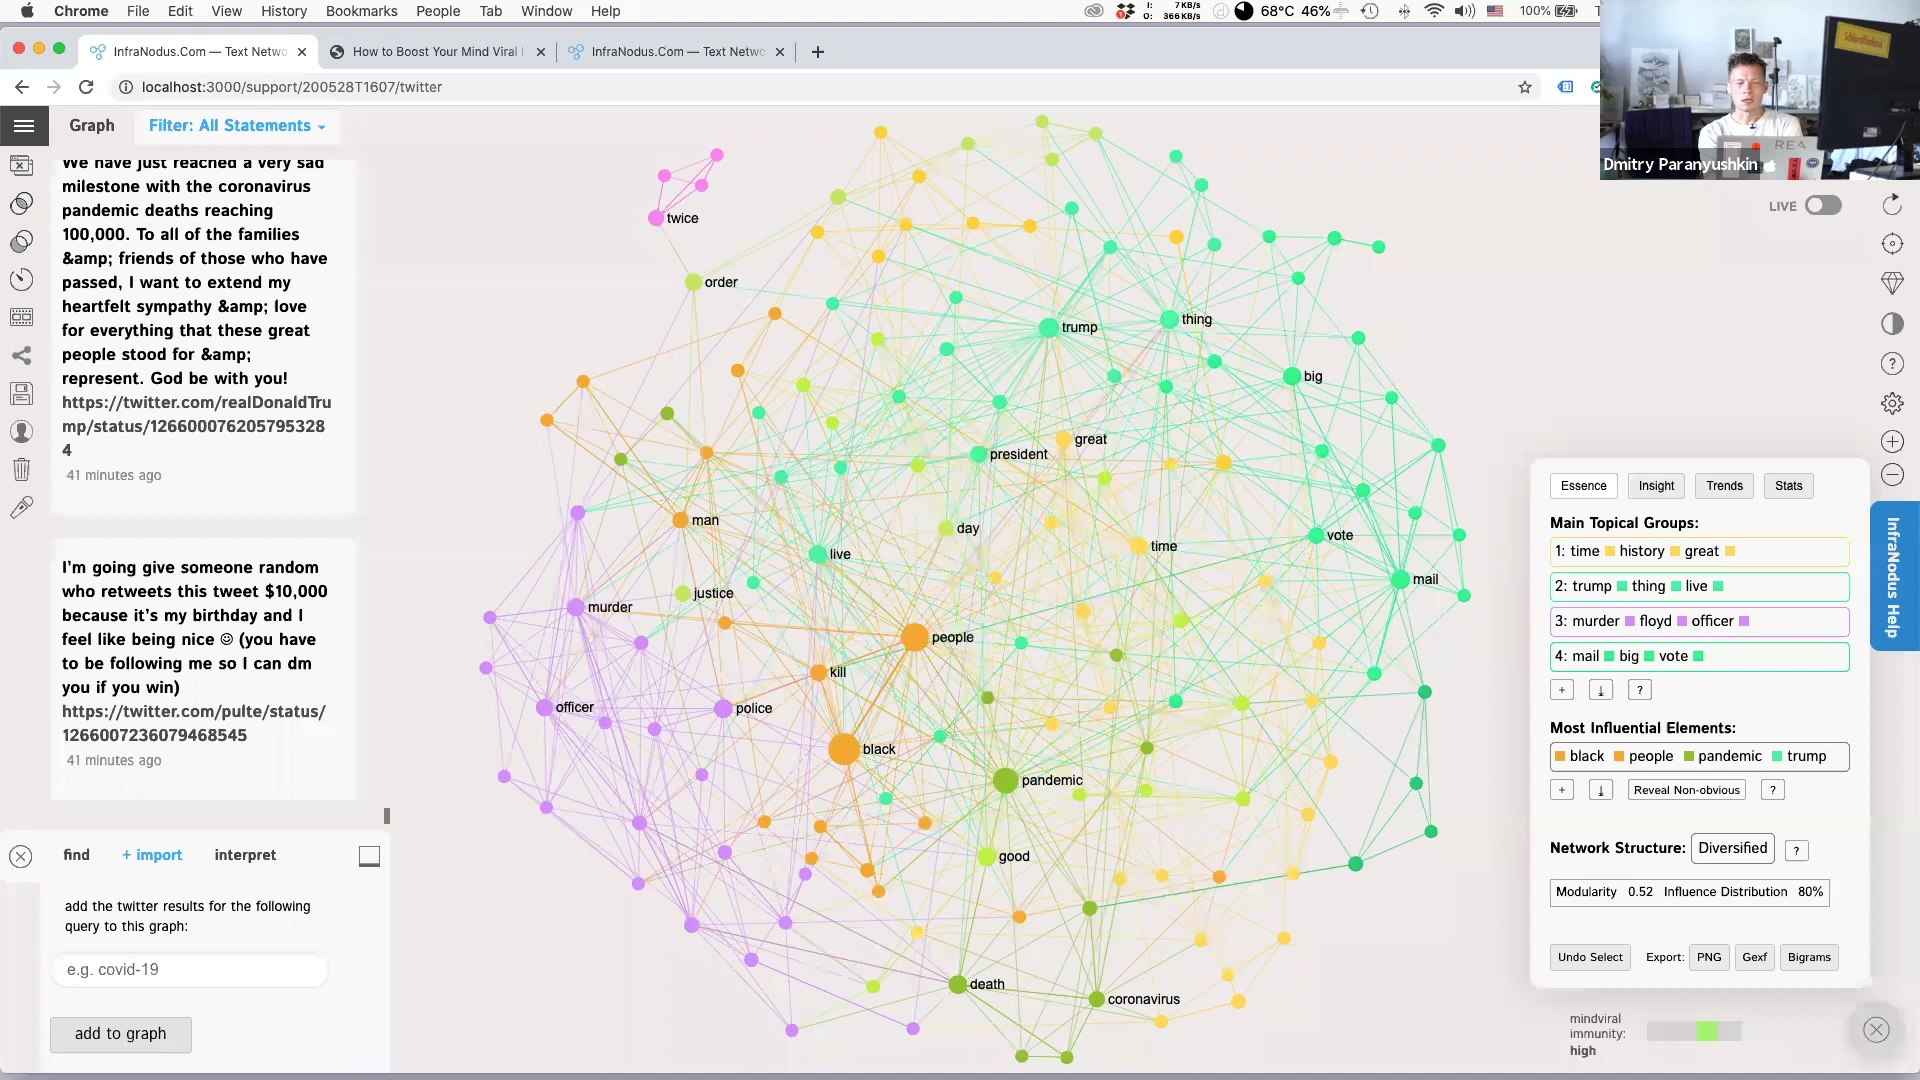 Chrome File Edit View History Bookmarks People Tab Window Help
I: 7 KB/s
O: 366 KB/s
68°C 46%
100%
InfraNodus.Com — Text Netwo
How to Boost Your Mind Viral I
InfraNodus.Com — Text Netwo
localhost:3000/support/200528T1607/twitter
Graph
Filter: All Statements
We have just reached a very sad
milestone with the coronavirus
pandemic deaths reaching
100,000. To all of the families
&amp; friends of those who have
passed, I want to extend my
heartfelt sympathy &amp; love
for everything that these great
people stood for &amp;
represent. God be with you!
https://twitter.com/realDonaldTru
mp/status/126600076205795328
4
41 minutes ago
I'm going give someone random
who retweets this tweet $10,000
because it's my birthday and I
feel like being nice ☺ (you have
to be following me so I can dm
you if you win)
https://twitter.com/pulte/status/
1266007236079468545
41 minutes ago
find
+ import
interpret
add the twitter results for the following
query to this graph:
e.g. covid-19
add to graph
twice
order
trump
thing
big
great
president
man
day
live
time
vote
mail
justice
murder
people
kill
officer
police
black
pandemic
good
death
coronavirus
Dmitry Paranyushkin
REA
LIVE
InfraNodus Help
Essence
Insight
Trends
Stats
Main Topical Groups:
1: time history great
2: trump thing live
3: murder floyd officer
4: mail big vote
+ ↓ ?
Most Influential Elements:
black people pandemic trump
+ ↓ Reveal Non-obvious ?
Network Structure: Diversified ?
Modularity 0.52 Influence Distribution 80%
Undo Select
Export: PNG Gexf Bigrams
mindviral
immunity:
high